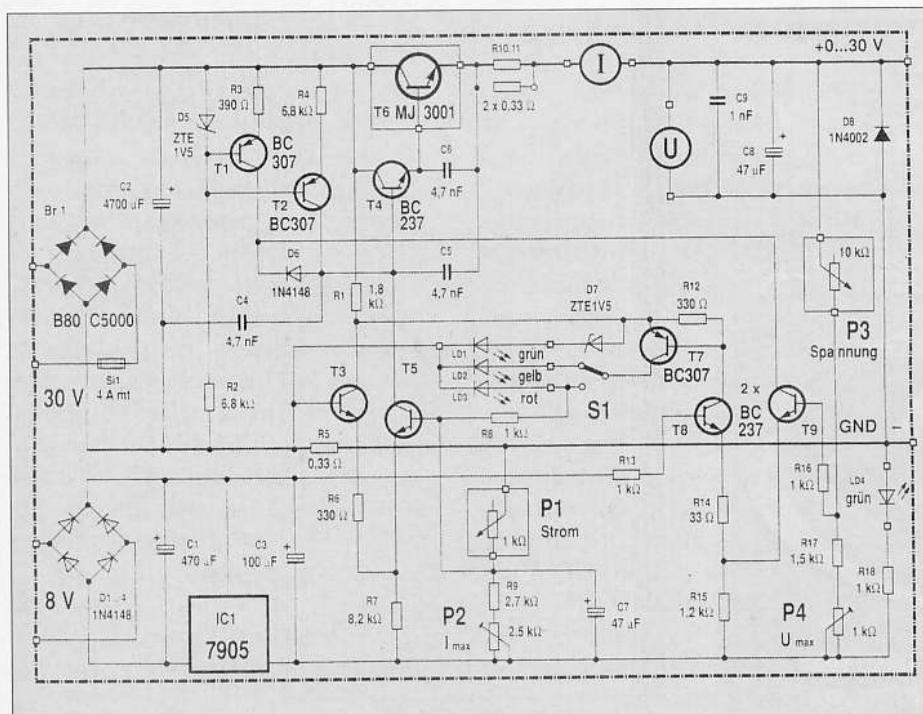 +0...30 V
R10.11
I
2 x 0.33 Ω
R3
390 Ω
R4
6.8 kΩ
T6 MJ 3001
D5
ZTE
1V5
BC
307
T1
T2
BC307
T4
BC
237
C6
4,7 nF
C9
1 nF
U
C8
47 µF
D8
1N4002
C2
4700 uF
Br 1
B80 C5000
Si1
4 A mt
30 V
D6
1N4148
C5
4,7 nF
C4
4,7 nF
R1
1,8
kΩ
D7
ZTE1V5
R12
330 Ω
10 kΩ
P3
Spannung
LD1
grün
LD2
gelb
LD3
rot
S1
T7
BC307
R2
6.8 kΩ
T3
T5
R8
1 kΩ
2 x
BC
237
T8
T9
GND
R5
0,33 Ω
R13
1 kΩ
R16
1 kΩ
LD4
grün
R6
330 Ω
P1
Strom
1 kΩ
R14
33 Ω
R17
1,5 kΩ
R18
1 kΩ
8 V
D1...4
1N4148
C1
470 µF
C3
100 µF
IC1
7905
R7
8,2 kΩ
P2
I max
R9
2.7 kΩ
2.5 kΩ
C7
47 µF
R15
1.2 kΩ
P4
U max
1 kΩ